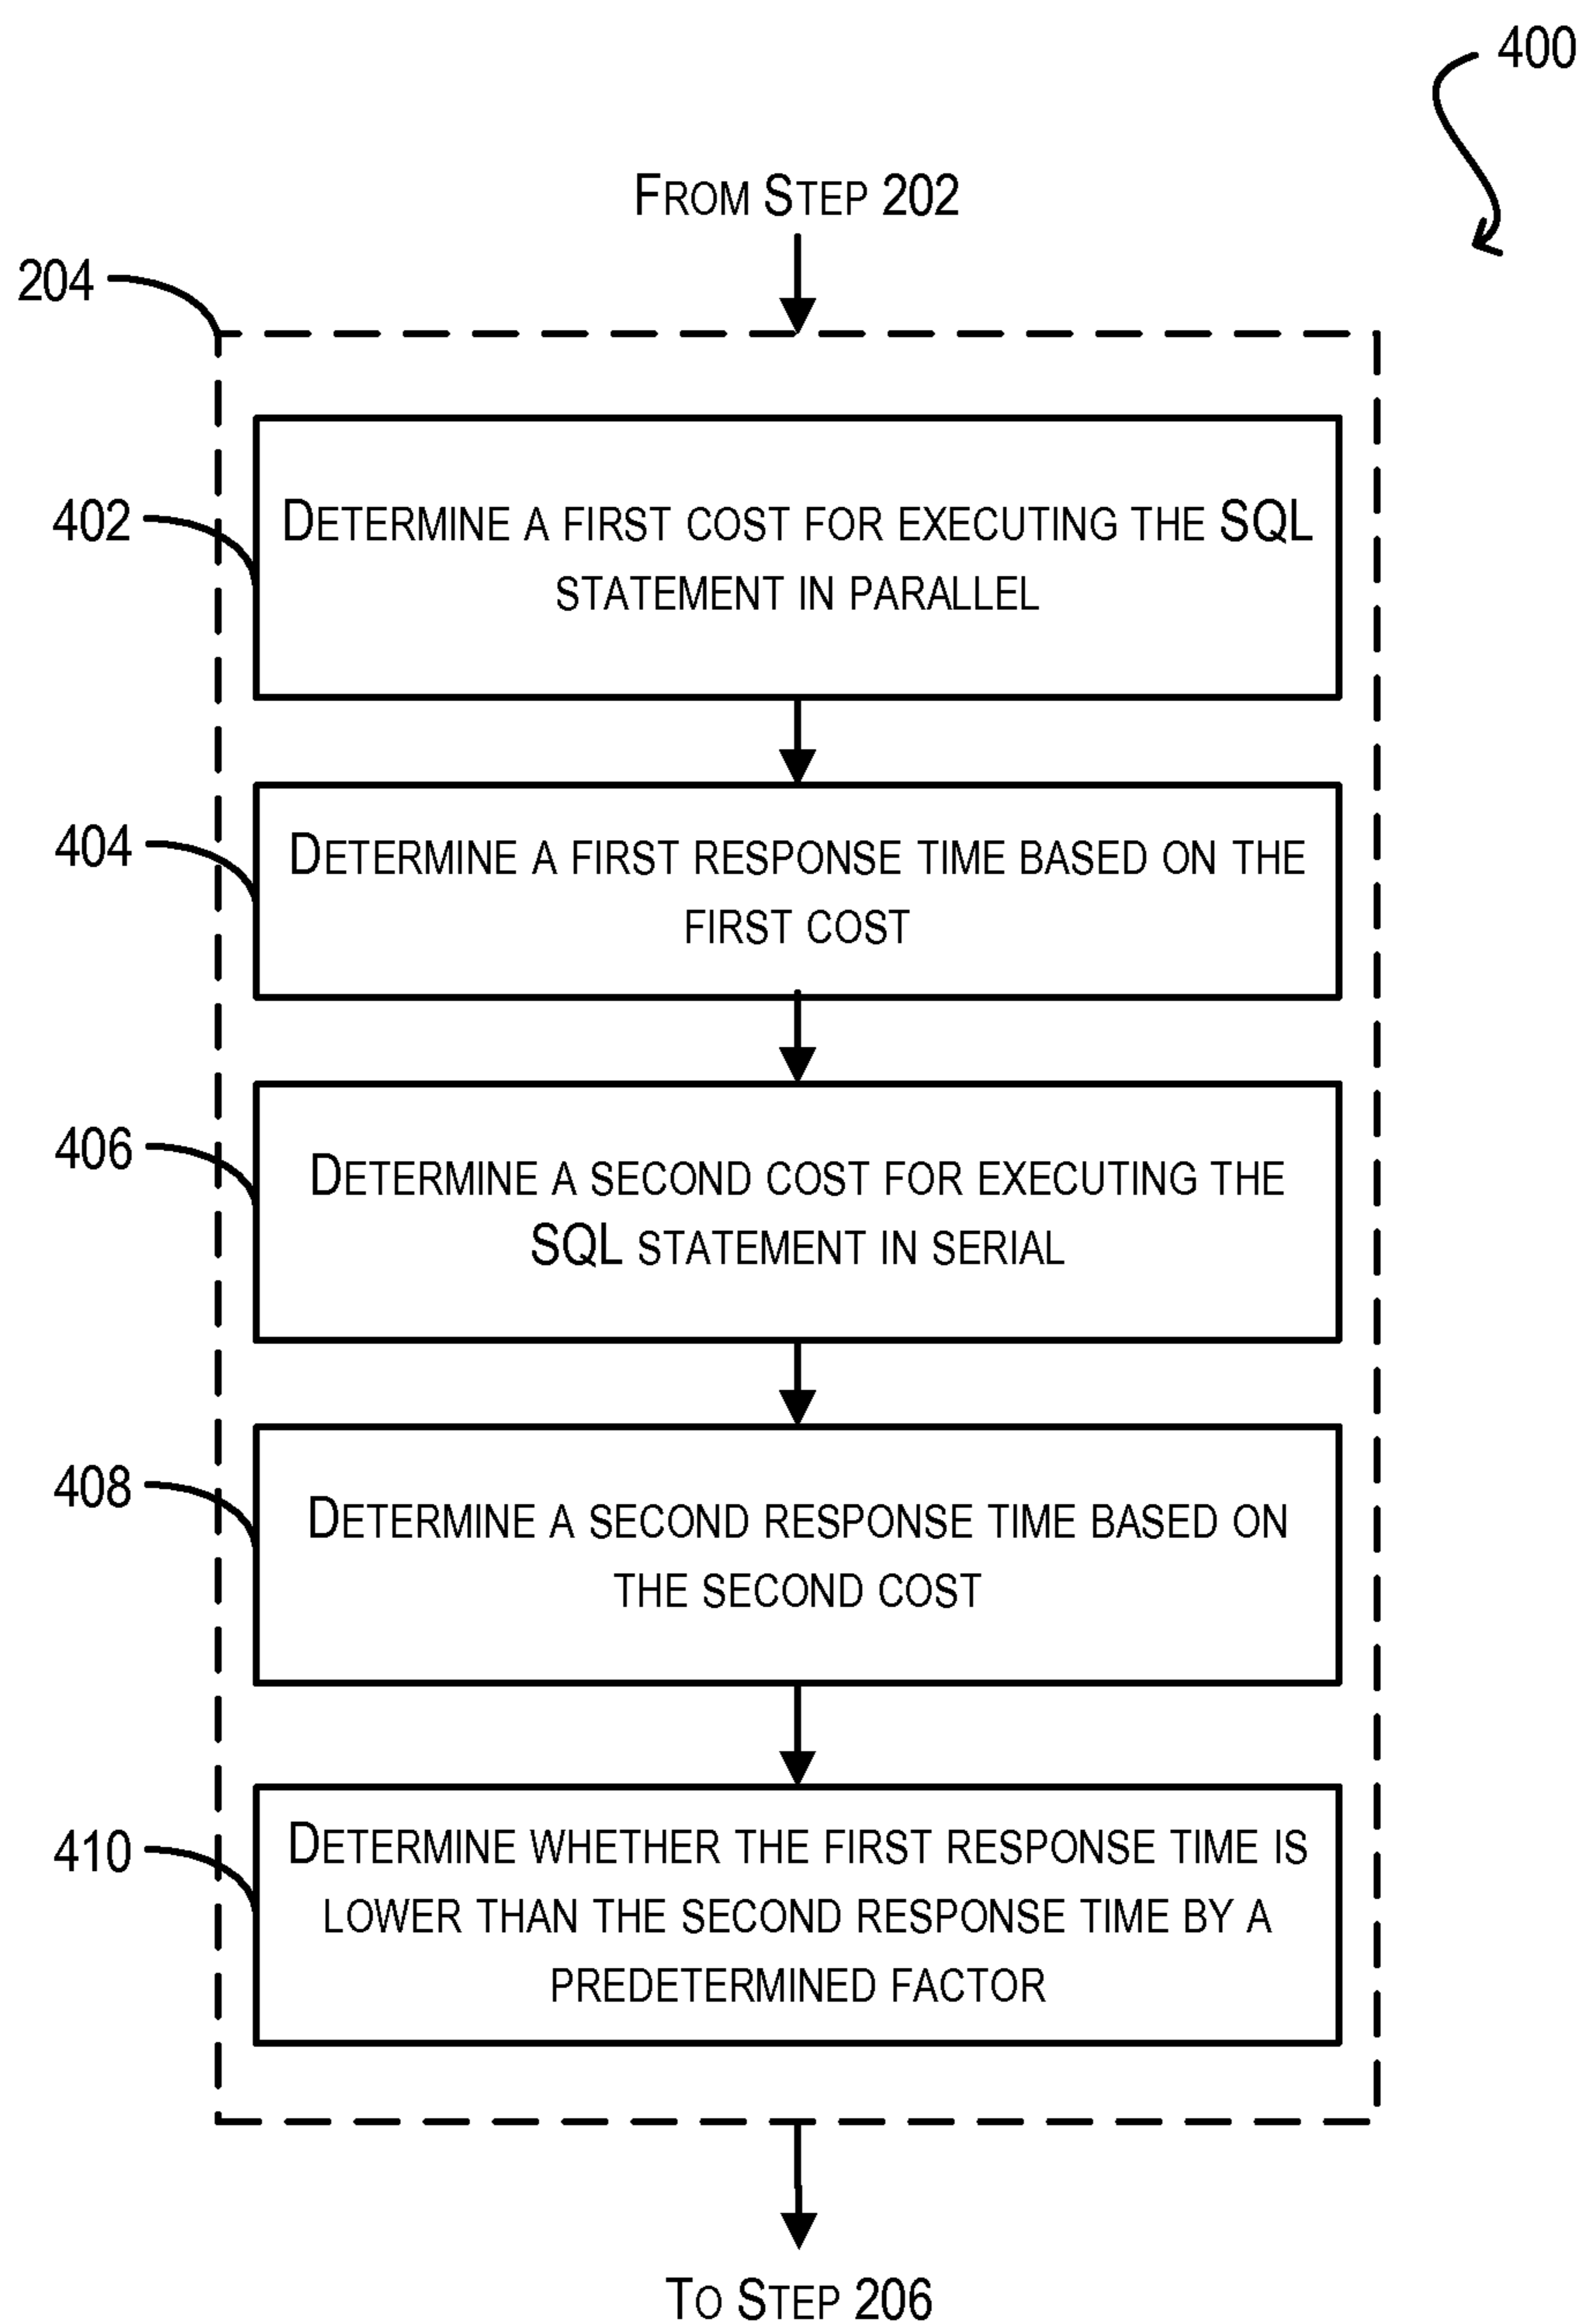 400
From Step 202
204
402
Determine a first cost for executing the SQL
statement in parallel
404
Determine a first response time based on the
first cost
406
Determine a second cost for executing the
SQL statement in serial
408
Determine a second response time based on
the second cost
410
Determine whether the first response time is
lower than the second response time by a
predetermined factor
To Step 206